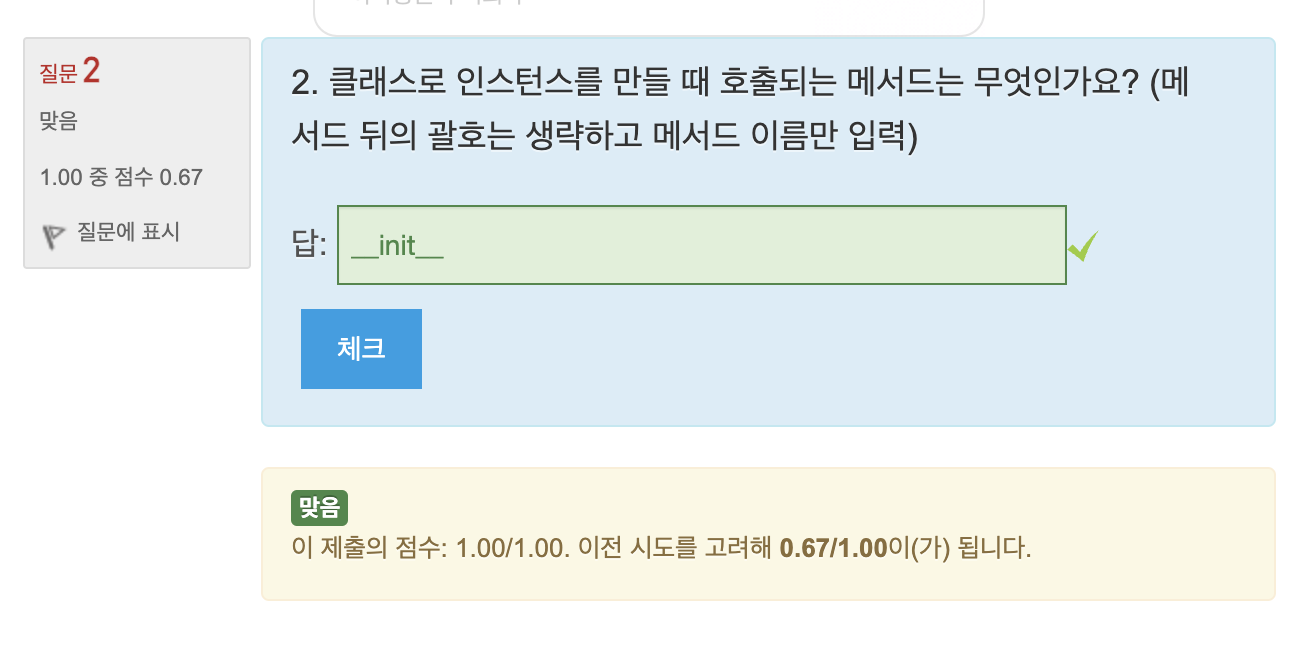 질문 2
맞음
1.00 중 점수 0.67
질문에 표시
2. 클래스로 인스턴스를 만들 때 호출되는 메서드는 무엇인가요? (메
서드 뒤의 괄호는 생략하고 메서드 이름만 입력)
답: __init__
체크
맞음
이 제출의 점수: 1.00/1.00. 이전 시도를 고려해 0.67/1.00이(가) 됩니다.